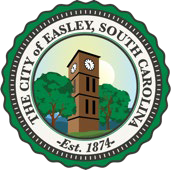 THE CITY of EASLEY, SOUTH CAROLINA
-Est. 1874-